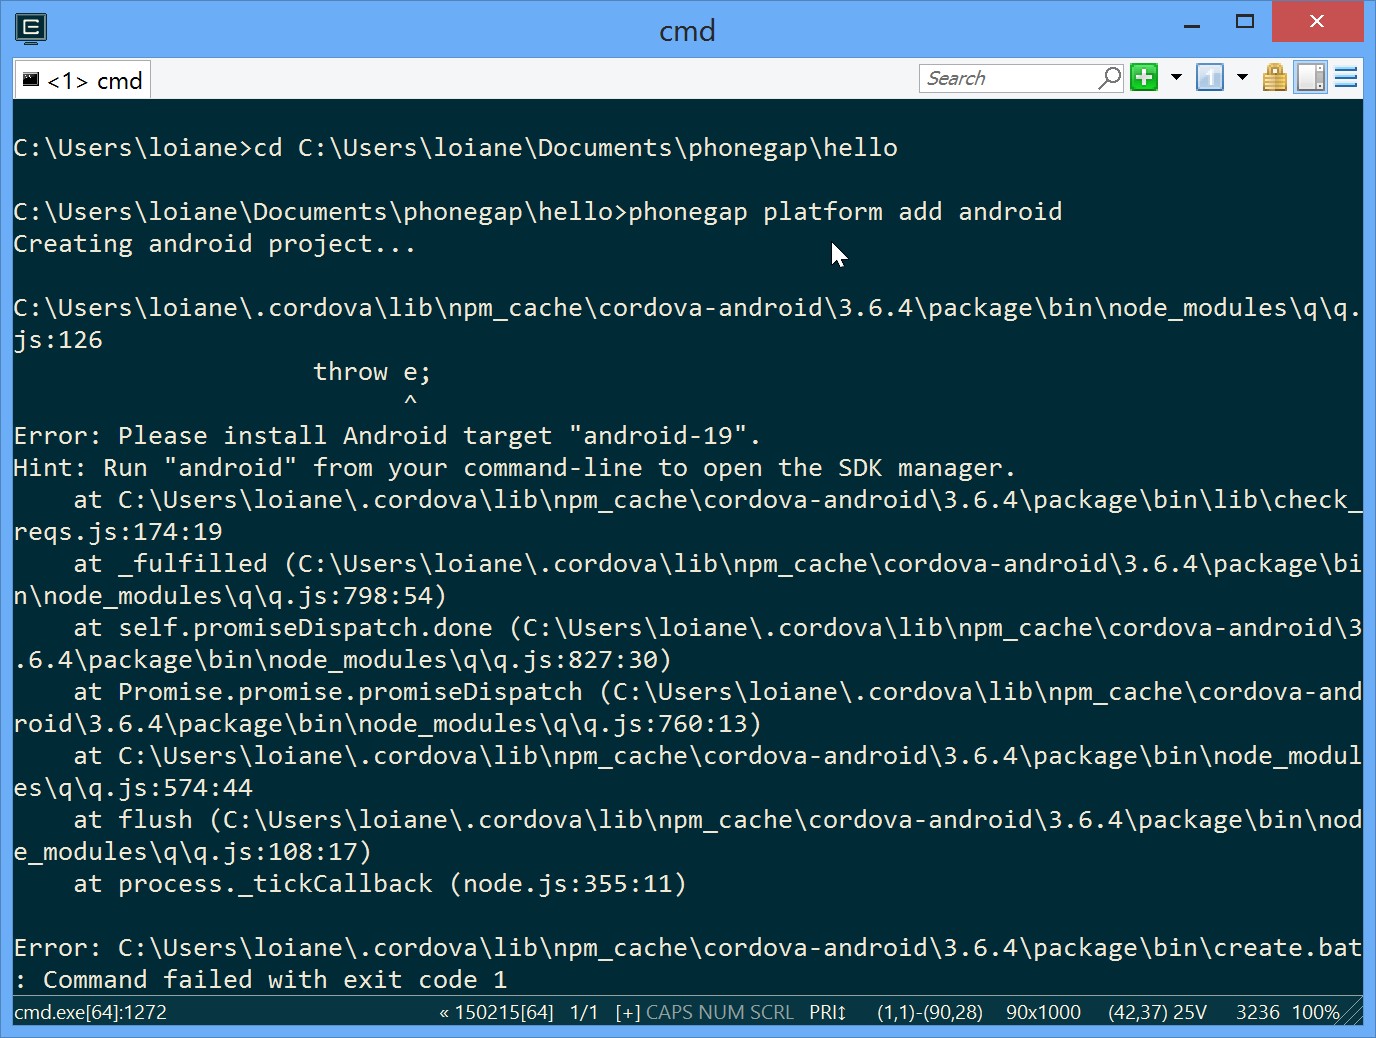 cmd
<1> cmd
Search
1
C:\Users\loiane>cd C:\Users\loiane\Documents\phonegap\hello
C:\Users\loiane\Documents\phonegap\hello>phonegap platform add android
Creating android project...
C:\Users\loiane\.cordova\lib\npm_cache\cordova-android\3.6.4\package\bin\node_modules\q\q.
js:126
throw e;
^
Error: Please install Android target "android-19".
Hint: Run "android" from your command-line to open the SDK manager.
at C:\Users\loiane\.cordova\lib\npm_cache\cordova-android\3.6.4\package\bin\lib\check_
reqs.js:174:19
at _fulfilled (C:\Users\loiane\.cordova\lib\npm_cache\cordova-android\3.6.4\package\bi
n\node_modules\q\q.js:798:54)
at self.promiseDispatch.done (C:\Users\loiane\.cordova\lib\npm_cache\cordova-android\3
.6.4\package\bin\node_modules\q\q.js:827:30)
at Promise.promise.promiseDispatch (C:\Users\loiane\.cordova\lib\npm_cache\cordova-and
roid\3.6.4\package\bin\node_modules\q\q.js:760:13)
at C:\Users\loiane\.cordova\lib\npm_cache\cordova-android\3.6.4\package\bin\node_modul
es\q\q.js:574:44
at flush (C:\Users\loiane\.cordova\lib\npm_cache\cordova-android\3.6.4\package\bin\nod
e_modules\q\q.js:108:17)
at process._tickCallback (node.js:355:11)
Error: C:\Users\loiane\.cordova\lib\npm_cache\cordova-android\3.6.4\package\bin\create.bat
: Command failed with exit code 1
cmd.exe[64]:1272 « 150215[64] 1/1 [+] CAPS NUM SCRL PRI↕ (1,1)-(90,28) 90x1000 (42,37) 25V 3236 100%